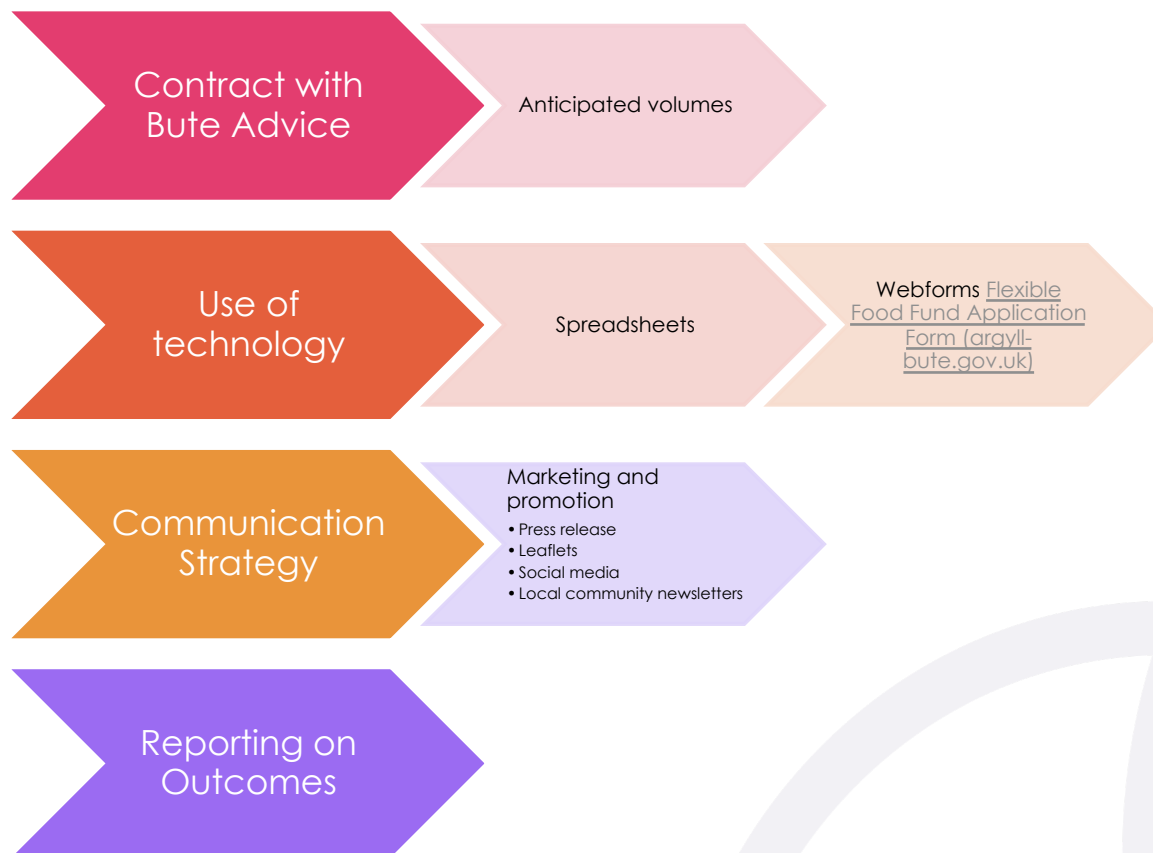 Contract with
Bute Advice
Anticipated volumes
Use of
technology
Spreadsheets
Webforms Flexible
Food Fund Application
Form (argyll-
bute.gov.uk)
Communication
Strategy
Marketing and
promotion
• Press release
• Leaflets
• Social media
• Local community newsletters
Reporting on
Outcomes